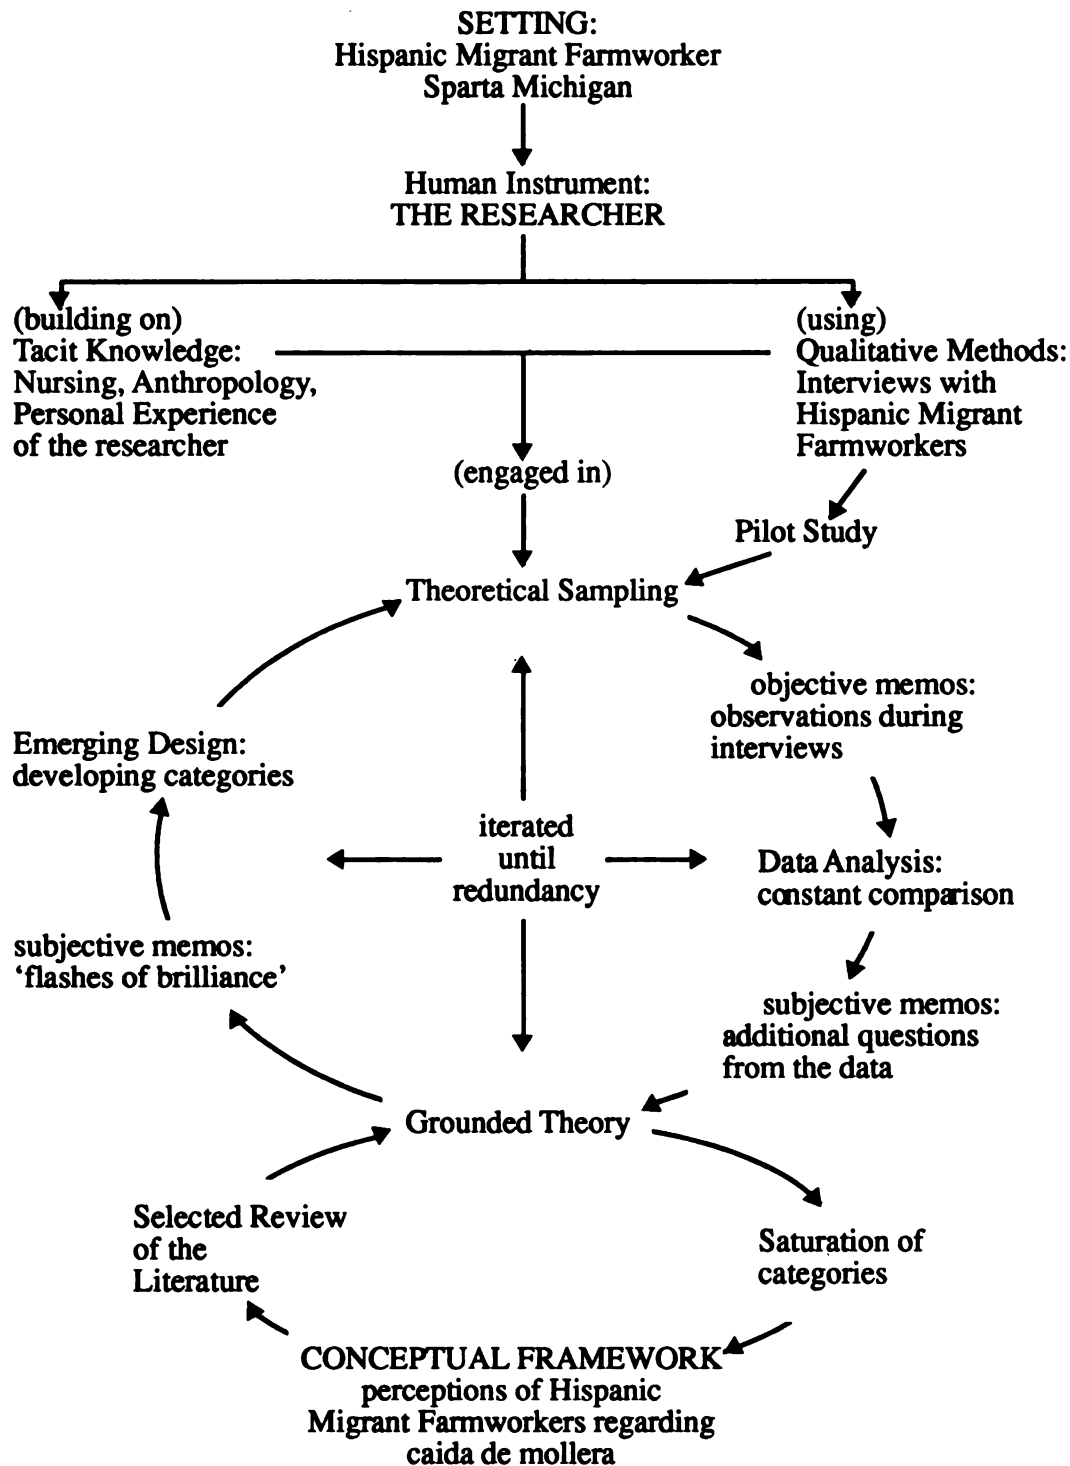 SETTING:
Hispanic Migrant Farmworker
Sparta Michigan
Human Instrument:
THE RESEARCHER
(building on)
Tacit Knowledge:
Nursing, Anthropology,
Personal Experience
of the researcher
(using)
Qualitative Methods:
Interviews with
Hispanic Migrant
Farmworkers
(engaged in)
Pilot Study
Theoretical Sampling
objective memos:
observations during
interviews
Emerging Design:
developing categories
iterated
until
redundancy
Data Analysis:
constant comparison
subjective memos:
'flashes of brilliance'
subjective memos:
additional questions
from the data
Grounded Theory
Selected Review
of the
Literature
Saturation of
categories
CONCEPTUAL FRAMEWORK
perceptions of Hispanic
Migrant Farmworkers regarding
caida de mollera